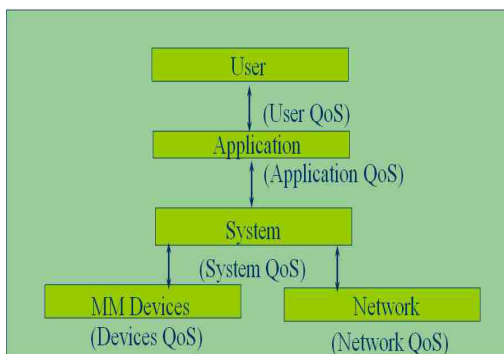 User
(User QoS)
Application
(Application QoS)
System
(System QoS)
MM Devices
Network
(Devices QoS)
(Network QoS)